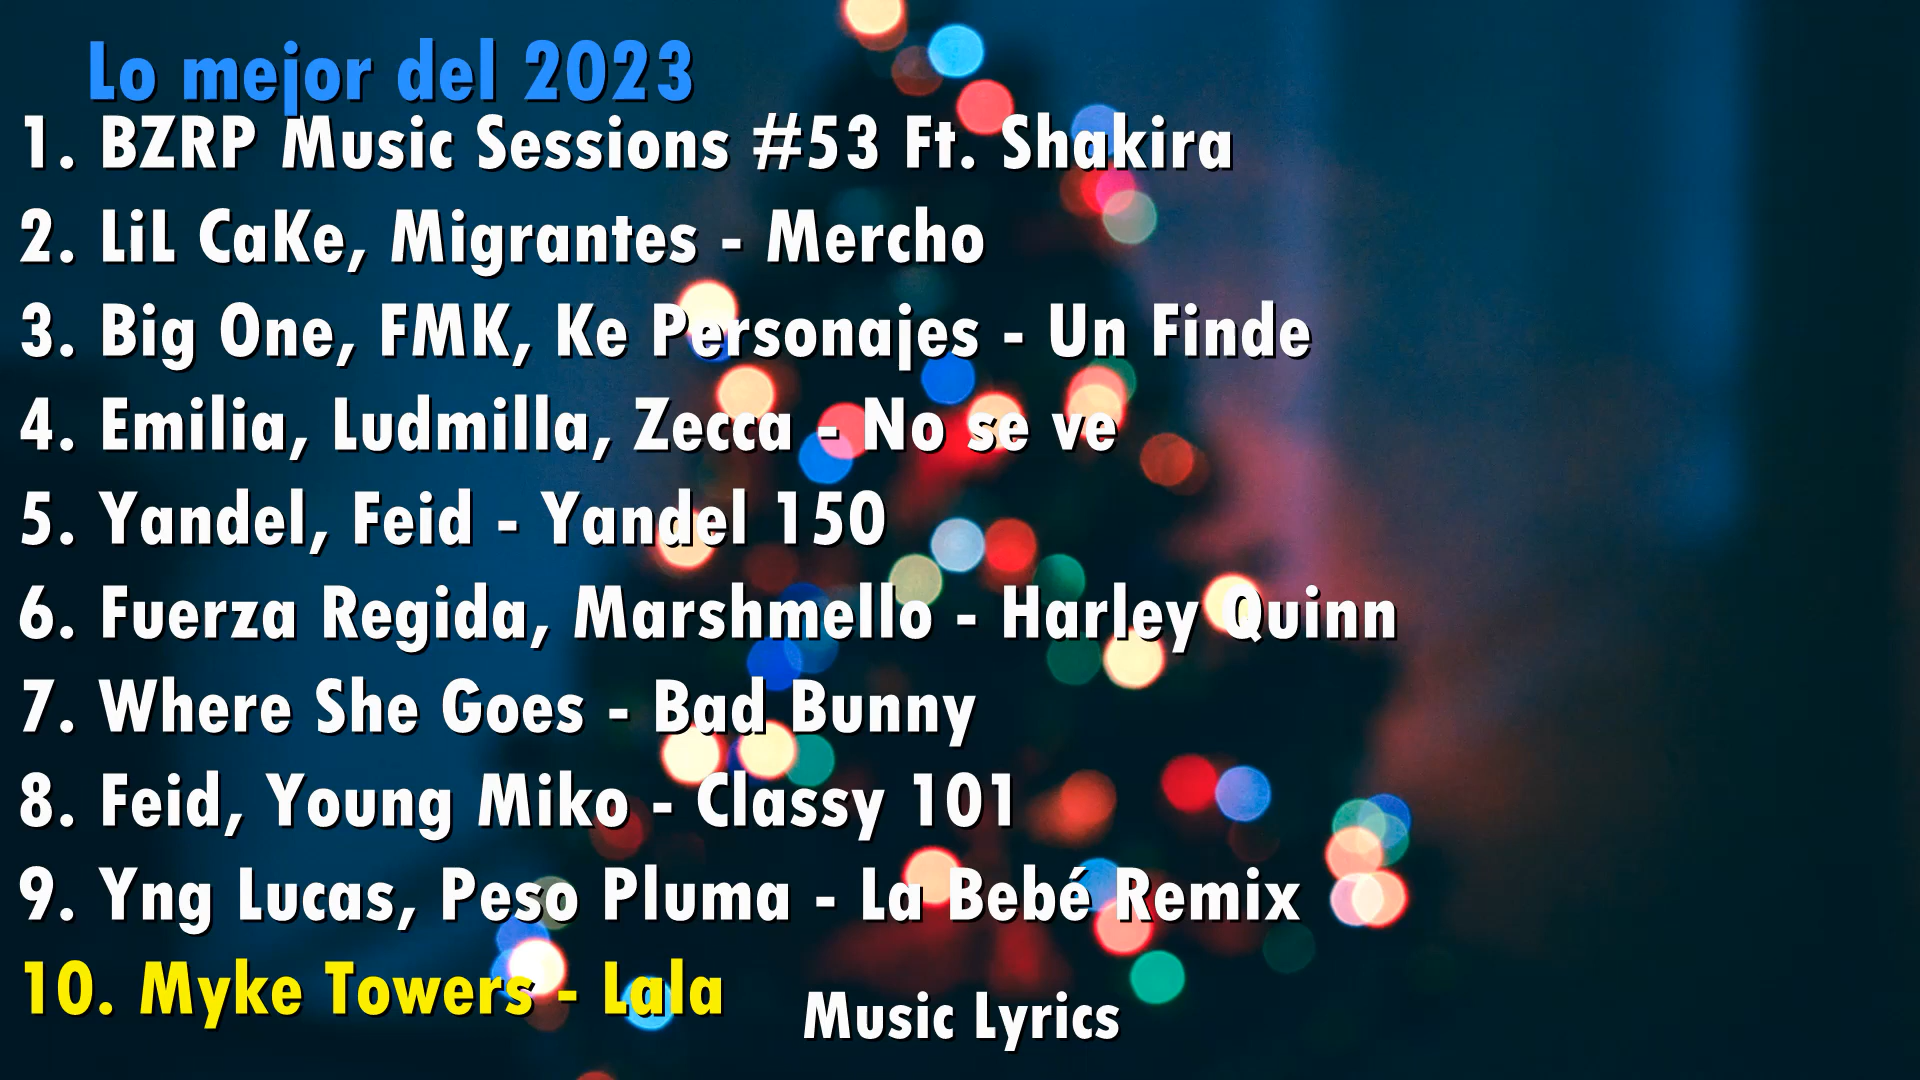 Lo mejor del 2023
1. BZRP Music Sessions #53 Ft. Shakira
2. LiL CaKe, Migrantes - Mercho
3. Big One, FMK, Ke Personajes - Un Finde
4. Emilia, Ludmilla, Zecca - No se ve
5. Yandel, Feid - Yandel 150
6. Fuerza Regida, Marshmello - Harley Quinn
7. Where She Goes - Bad Bunny
8. Feid, Young Miko - Classy 101
9. Yng Lucas, Peso Pluma - La Bebé Remix
10. Myke Towers - Lala
Music Lyrics